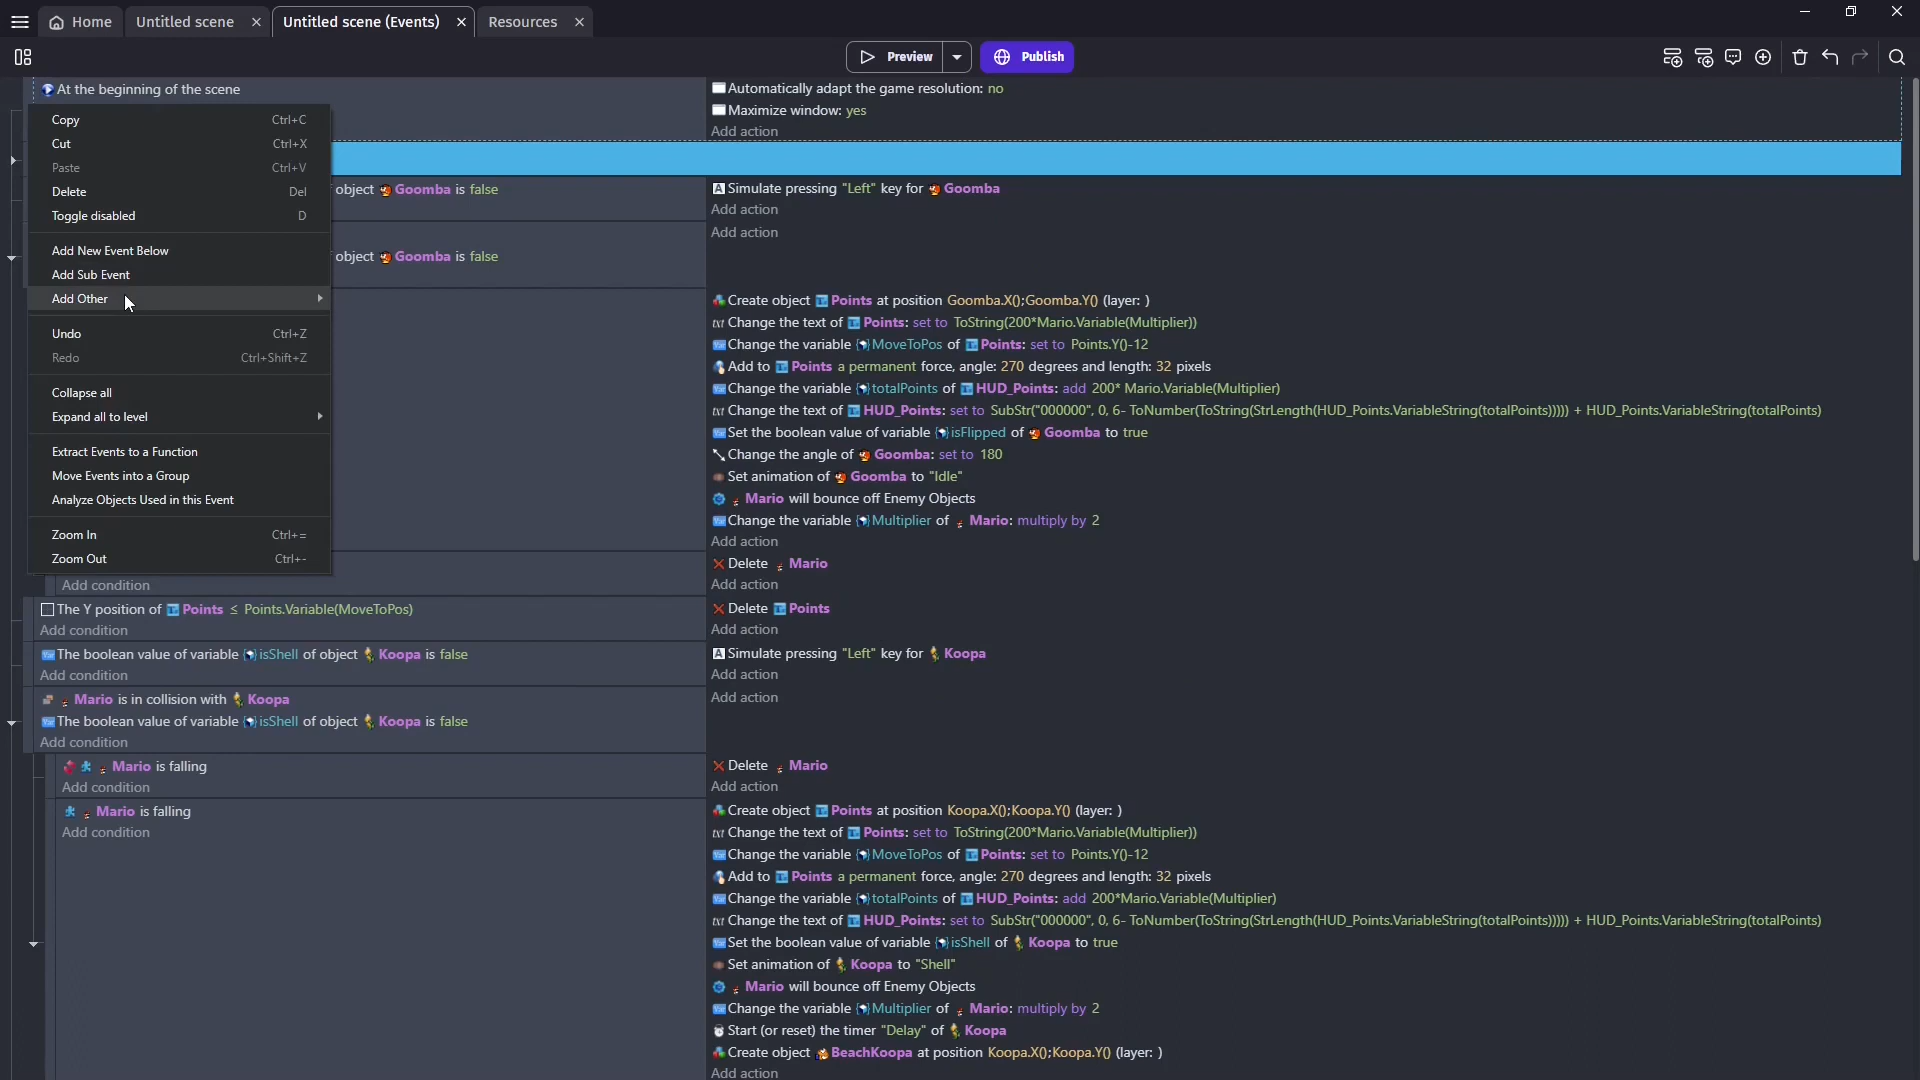 Home
Untitled scene
Untitled scene (Events)
Resources
Preview
Publish
At the beginning of the scene
Automatically adapt the game resolution: no
Maximize window: yes
Add action
Copy Ctrl+C
Cut Ctrl+X
Paste Ctrl+V
Delete Del
Toggle disabled D
Add New Event Below
Add Sub Event
Add Other
Undo Ctrl+Z
Redo Ctrl+Shift+Z
Collapse all
Expand all to level
Extract Events to a Function
Move Events into a Group
Analyze Objects Used in this Event
Zoom In Ctrl+=
Zoom Out Ctrl+-
object Goomba is false
Simulate pressing "Left" key for Goomba
Add action
Add action
object Goomba is false
Create object Points at position Goomba.X();Goomba.Y() (layer: )
Change the text of Points: set to ToString(200*Mario.Variable(Multiplier))
Change the variable MoveToPos of Points: set to Points.Y()-12
Add to Points a permanent force, angle: 270 degrees and length: 32 pixels
Change the variable totalPoints of HUD_Points: add 200* Mario.Variable(Multiplier)
Change the text of HUD_Points: set to SubStr("000000", 0, 6- ToNumber(ToString(StrLength(HUD_Points.VariableString(totalPoints))))) + HUD_Points.VariableString(totalPoints)
Set the boolean value of variable isFlipped of Goomba to true
Change the angle of Goomba: set to 180
Set animation of Goomba to "Idle"
Mario will bounce off Enemy Objects
Change the variable Multiplier of Mario: multiply by 2
Add action
Delete Mario
Add condition
Add action
The Y position of Points ≤ Points.Variable(MoveToPos)
Add condition
Delete Points
Add action
The boolean value of variable isShell of object Koopa is false
Add condition
Simulate pressing "Left" key for Koopa
Add action
Mario is in collision with Koopa
The boolean value of variable isShell of object Koopa is false
Add condition
Add action
Mario is falling
Add condition
Delete Mario
Add action
Mario is falling
Add condition
Create object Points at position Koopa.X();Koopa.Y() (layer: )
Change the text of Points: set to ToString(200*Mario.Variable(Multiplier))
Change the variable MoveToPos of Points: set to Points.Y()-12
Add to Points a permanent force, angle: 270 degrees and length: 32 pixels
Change the variable totalPoints of HUD_Points: add 200*Mario.Variable(Multiplier)
Change the text of HUD_Points: set to SubStr("000000", 0, 6- ToNumber(ToString(StrLength(HUD_Points.VariableString(totalPoints))))) + HUD_Points.VariableString(totalPoints)
Set the boolean value of variable isShell of Koopa to true
Set animation of Koopa to "Shell"
Mario will bounce off Enemy Objects
Change the variable Multiplier of Mario: multiply by 2
Start (or reset) the timer "Delay" of Koopa
Create object BeachKoopa at position Koopa.X();Koopa.Y() (layer: )
Add action